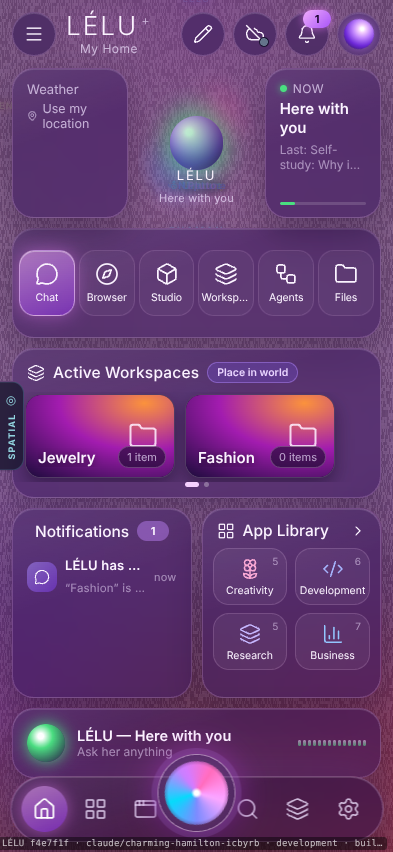 LÉLU +
My Home
1
Weather
Use my
location
LÉLU
Here with you
NOW
Here with
you
Last: Self-
study: Why i...
Chat
Browser
Studio
Worksp...
Agents
Files
Active Workspaces
Place in world
SPATIAL
Jewelry
1 item
Fashion
0 items
Notifications
1
LÉLU has ...
“Fashion” is ...
now
App Library
Creativity
5
Development
6
Research
5
Business
7
LÉLU — Here with you
Ask her anything
LÉLU f4e7f1f · claude/charming-hamilton-icbyrb · development · buil…